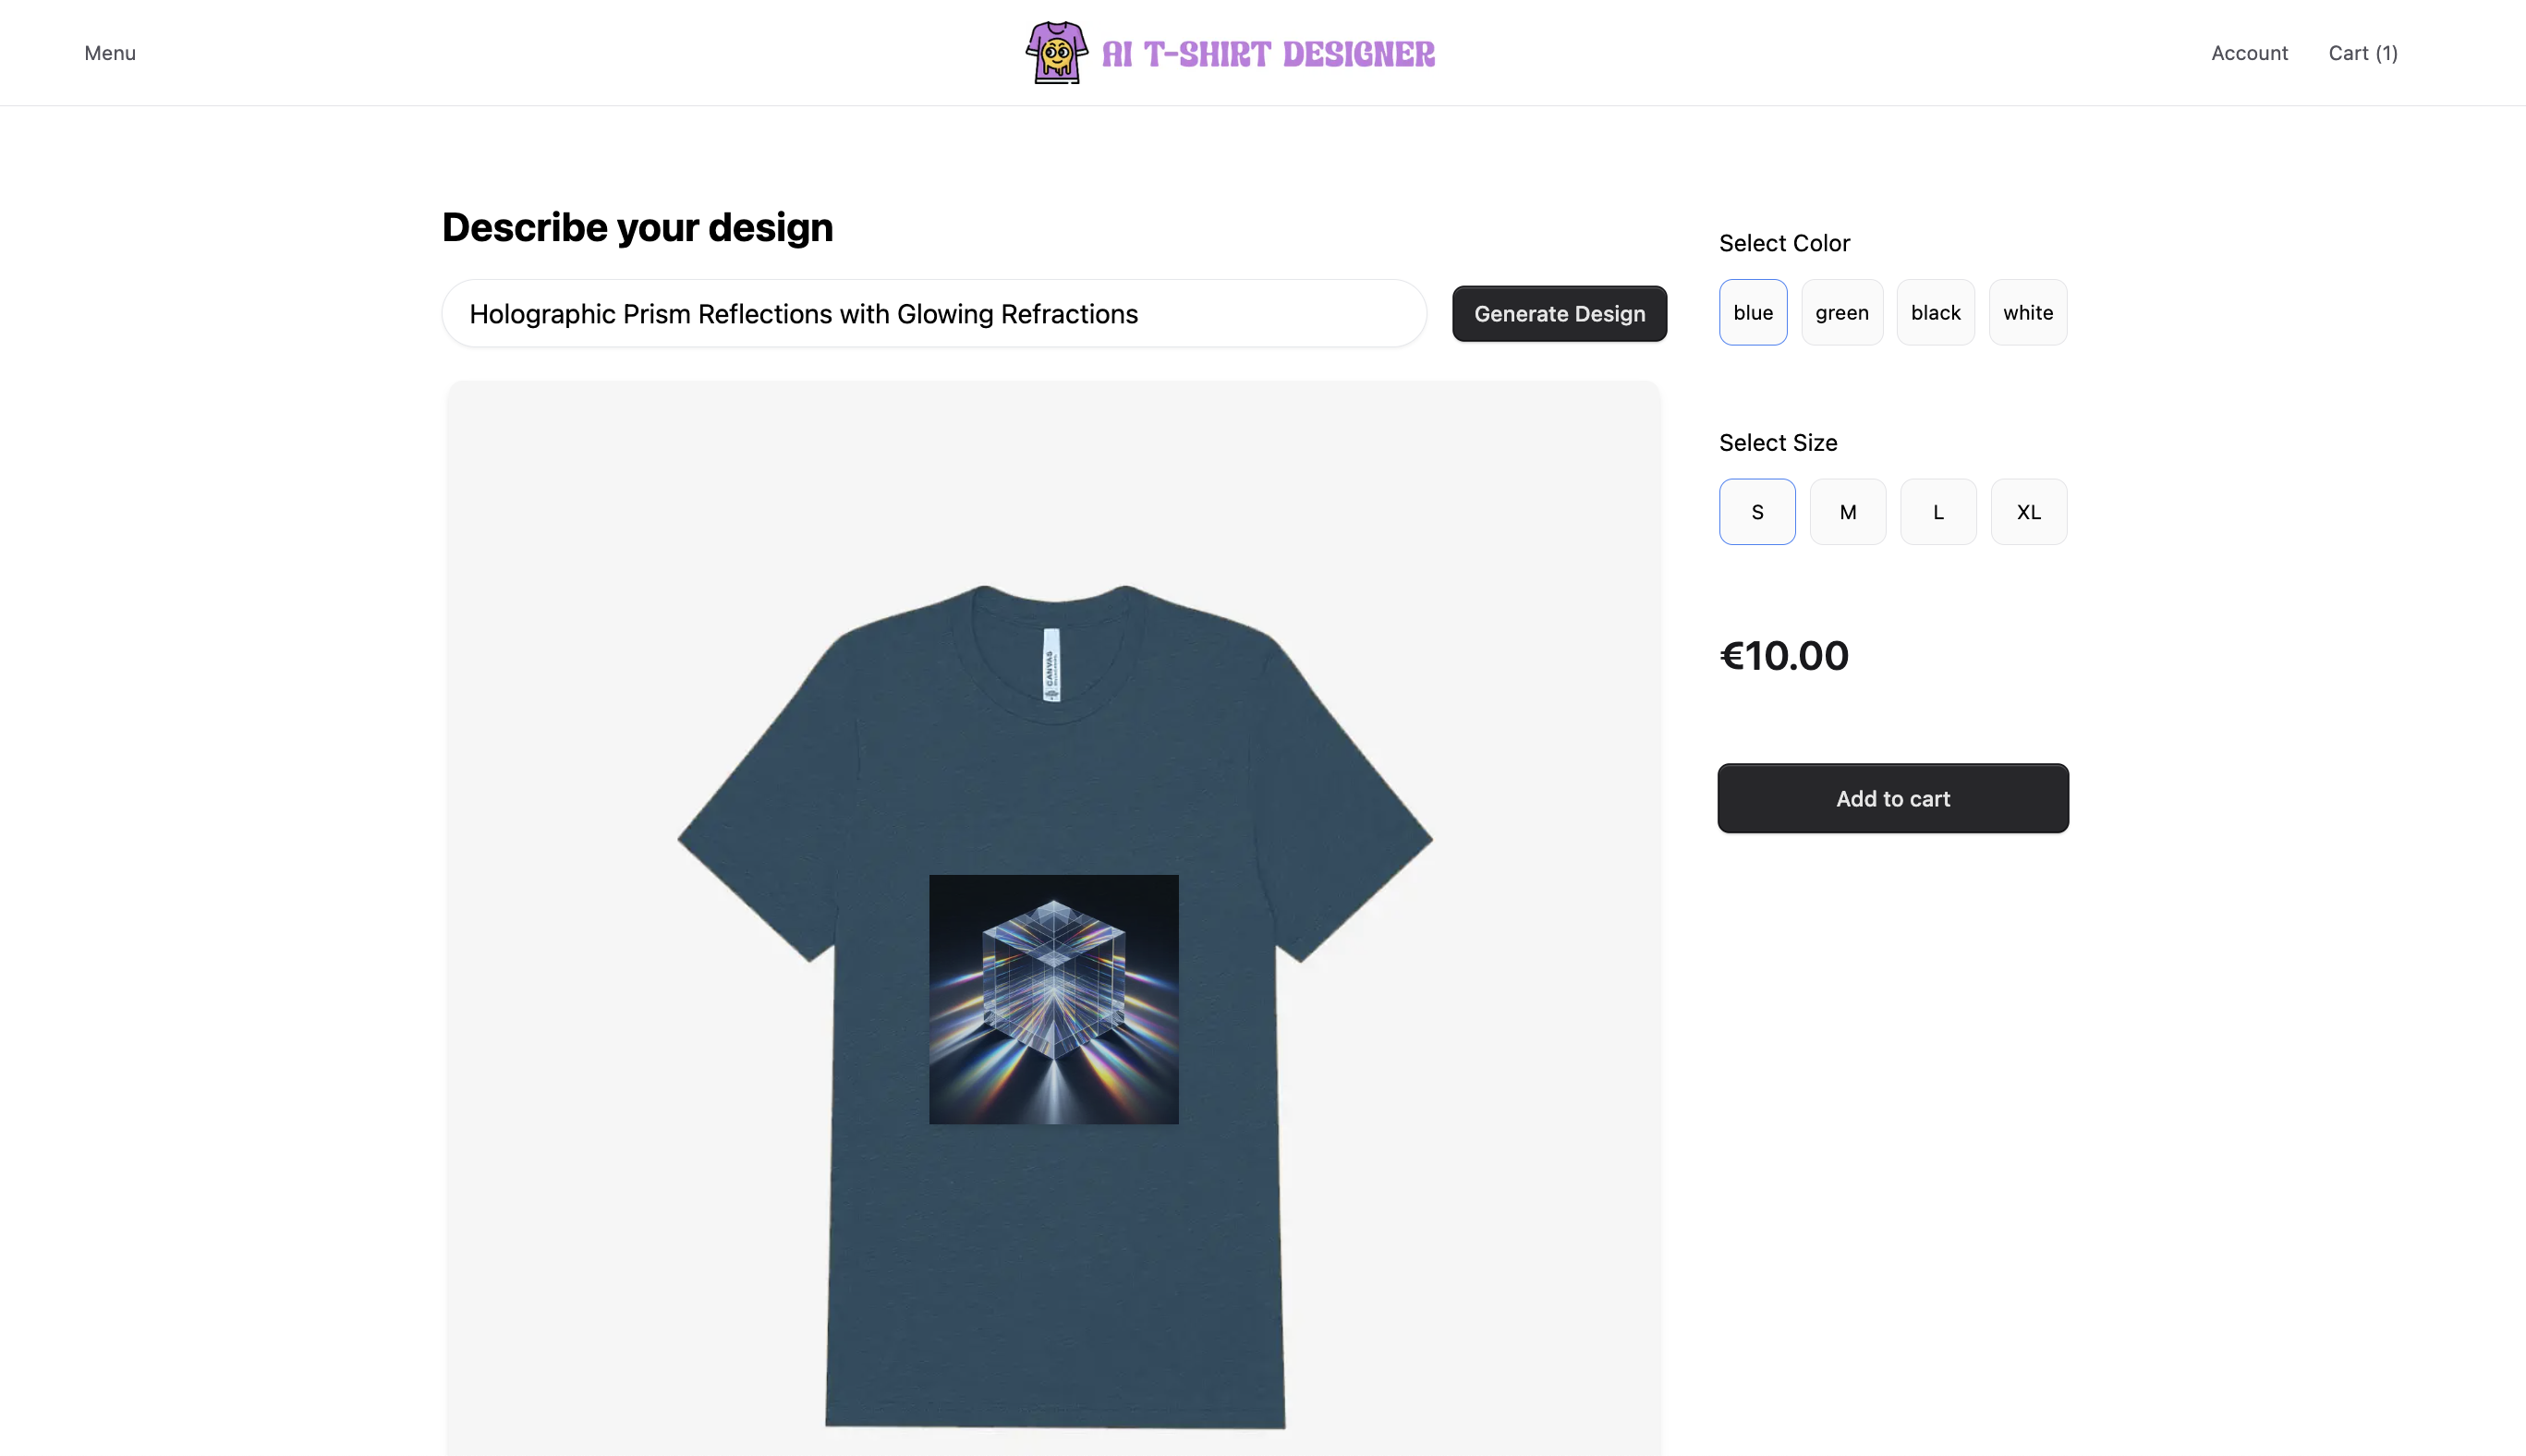 Menu
AI T-SHIRT DESIGNER
Account
Cart (1)
Describe your design
Holographic Prism Reflections with Glowing Refractions
Generate Design
Select Color
blue
green
black
white
Select Size
S
M
L
XL
€10.00
Add to cart
CANVAS